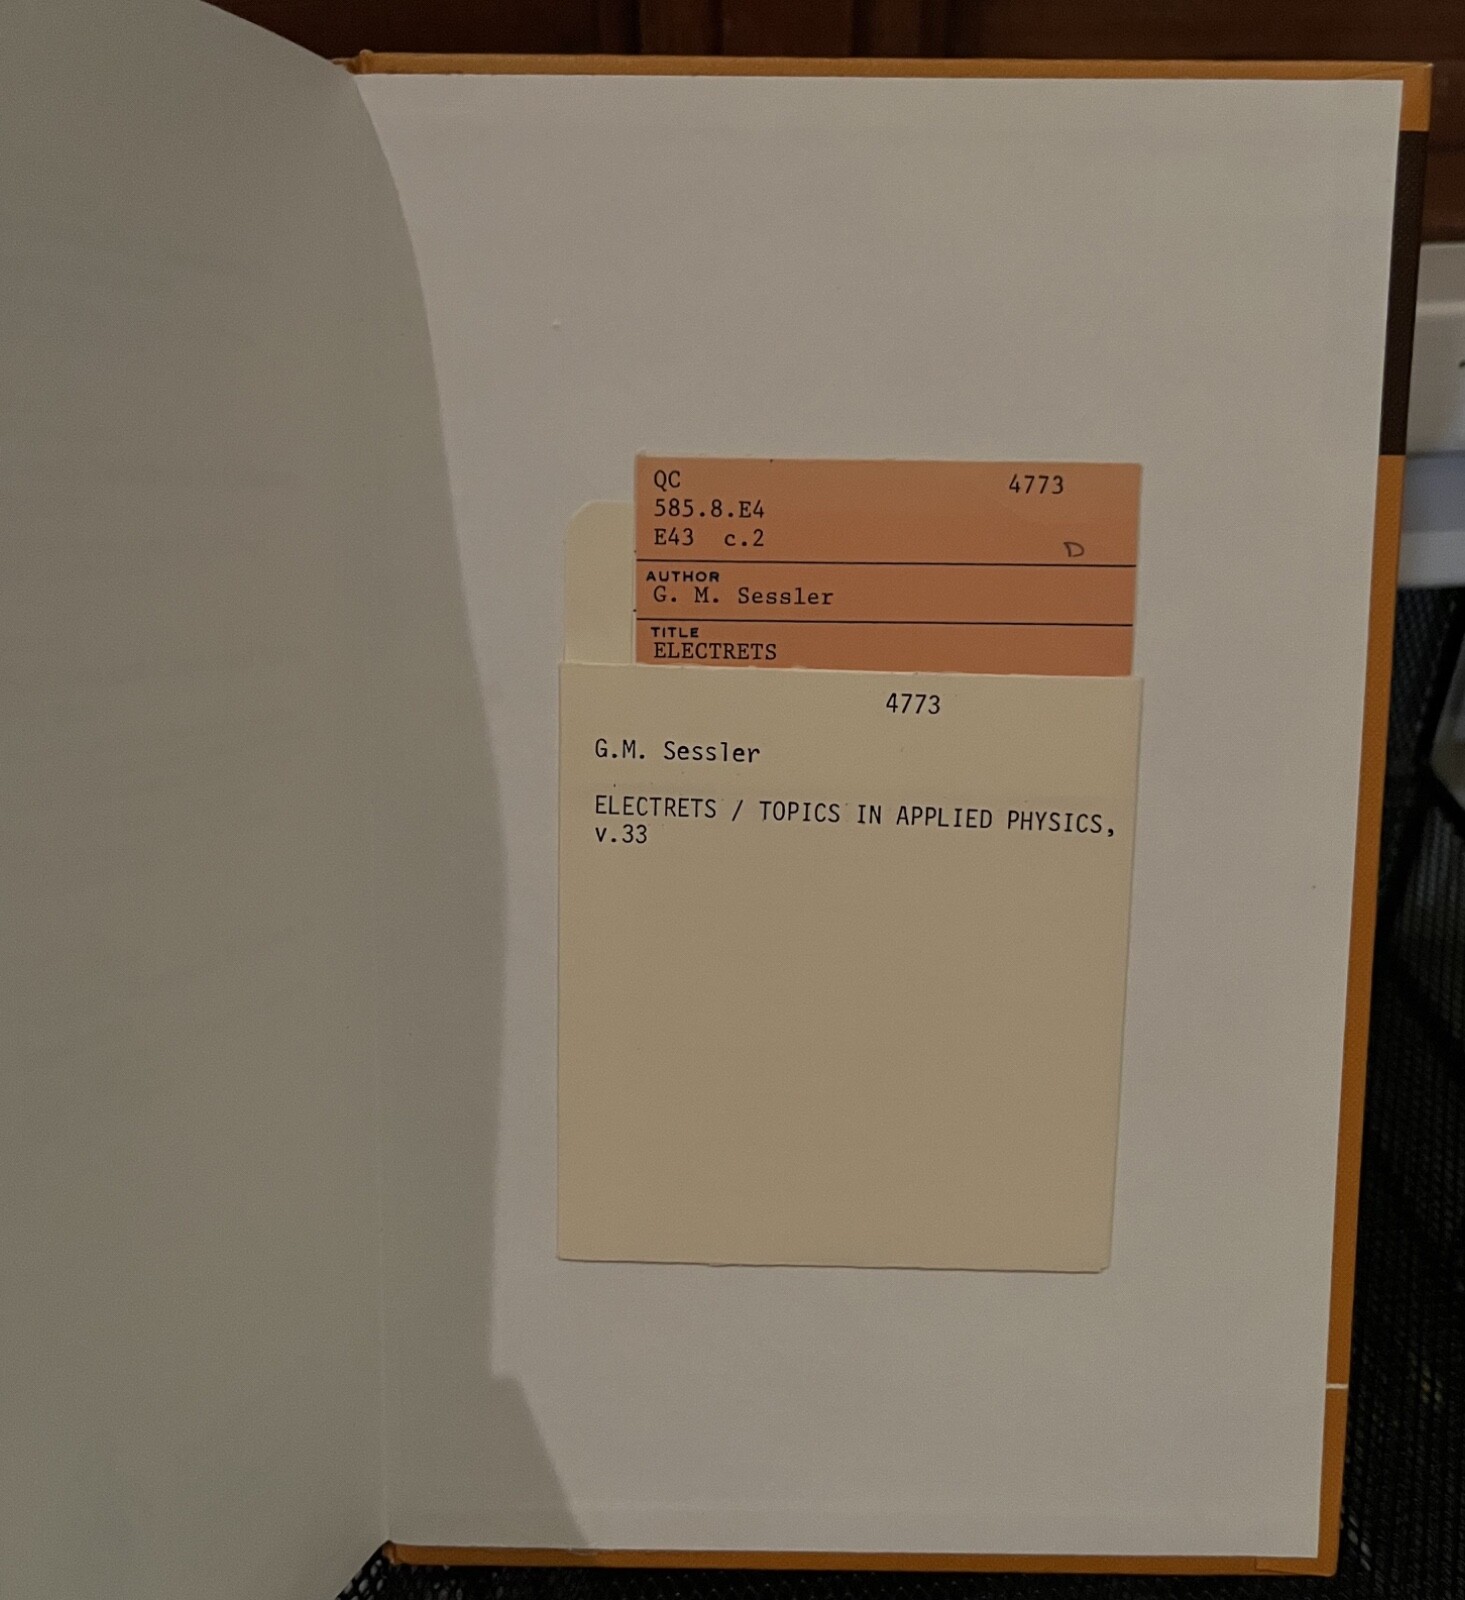 QC 4773
585.8.E4
E43 c.2
D
AUTHOR
G. M. Sessler
TITLE
ELECTRETS
4773
G.M. Sessler
ELECTRETS / TOPICS IN APPLIED PHYSICS,
v.33